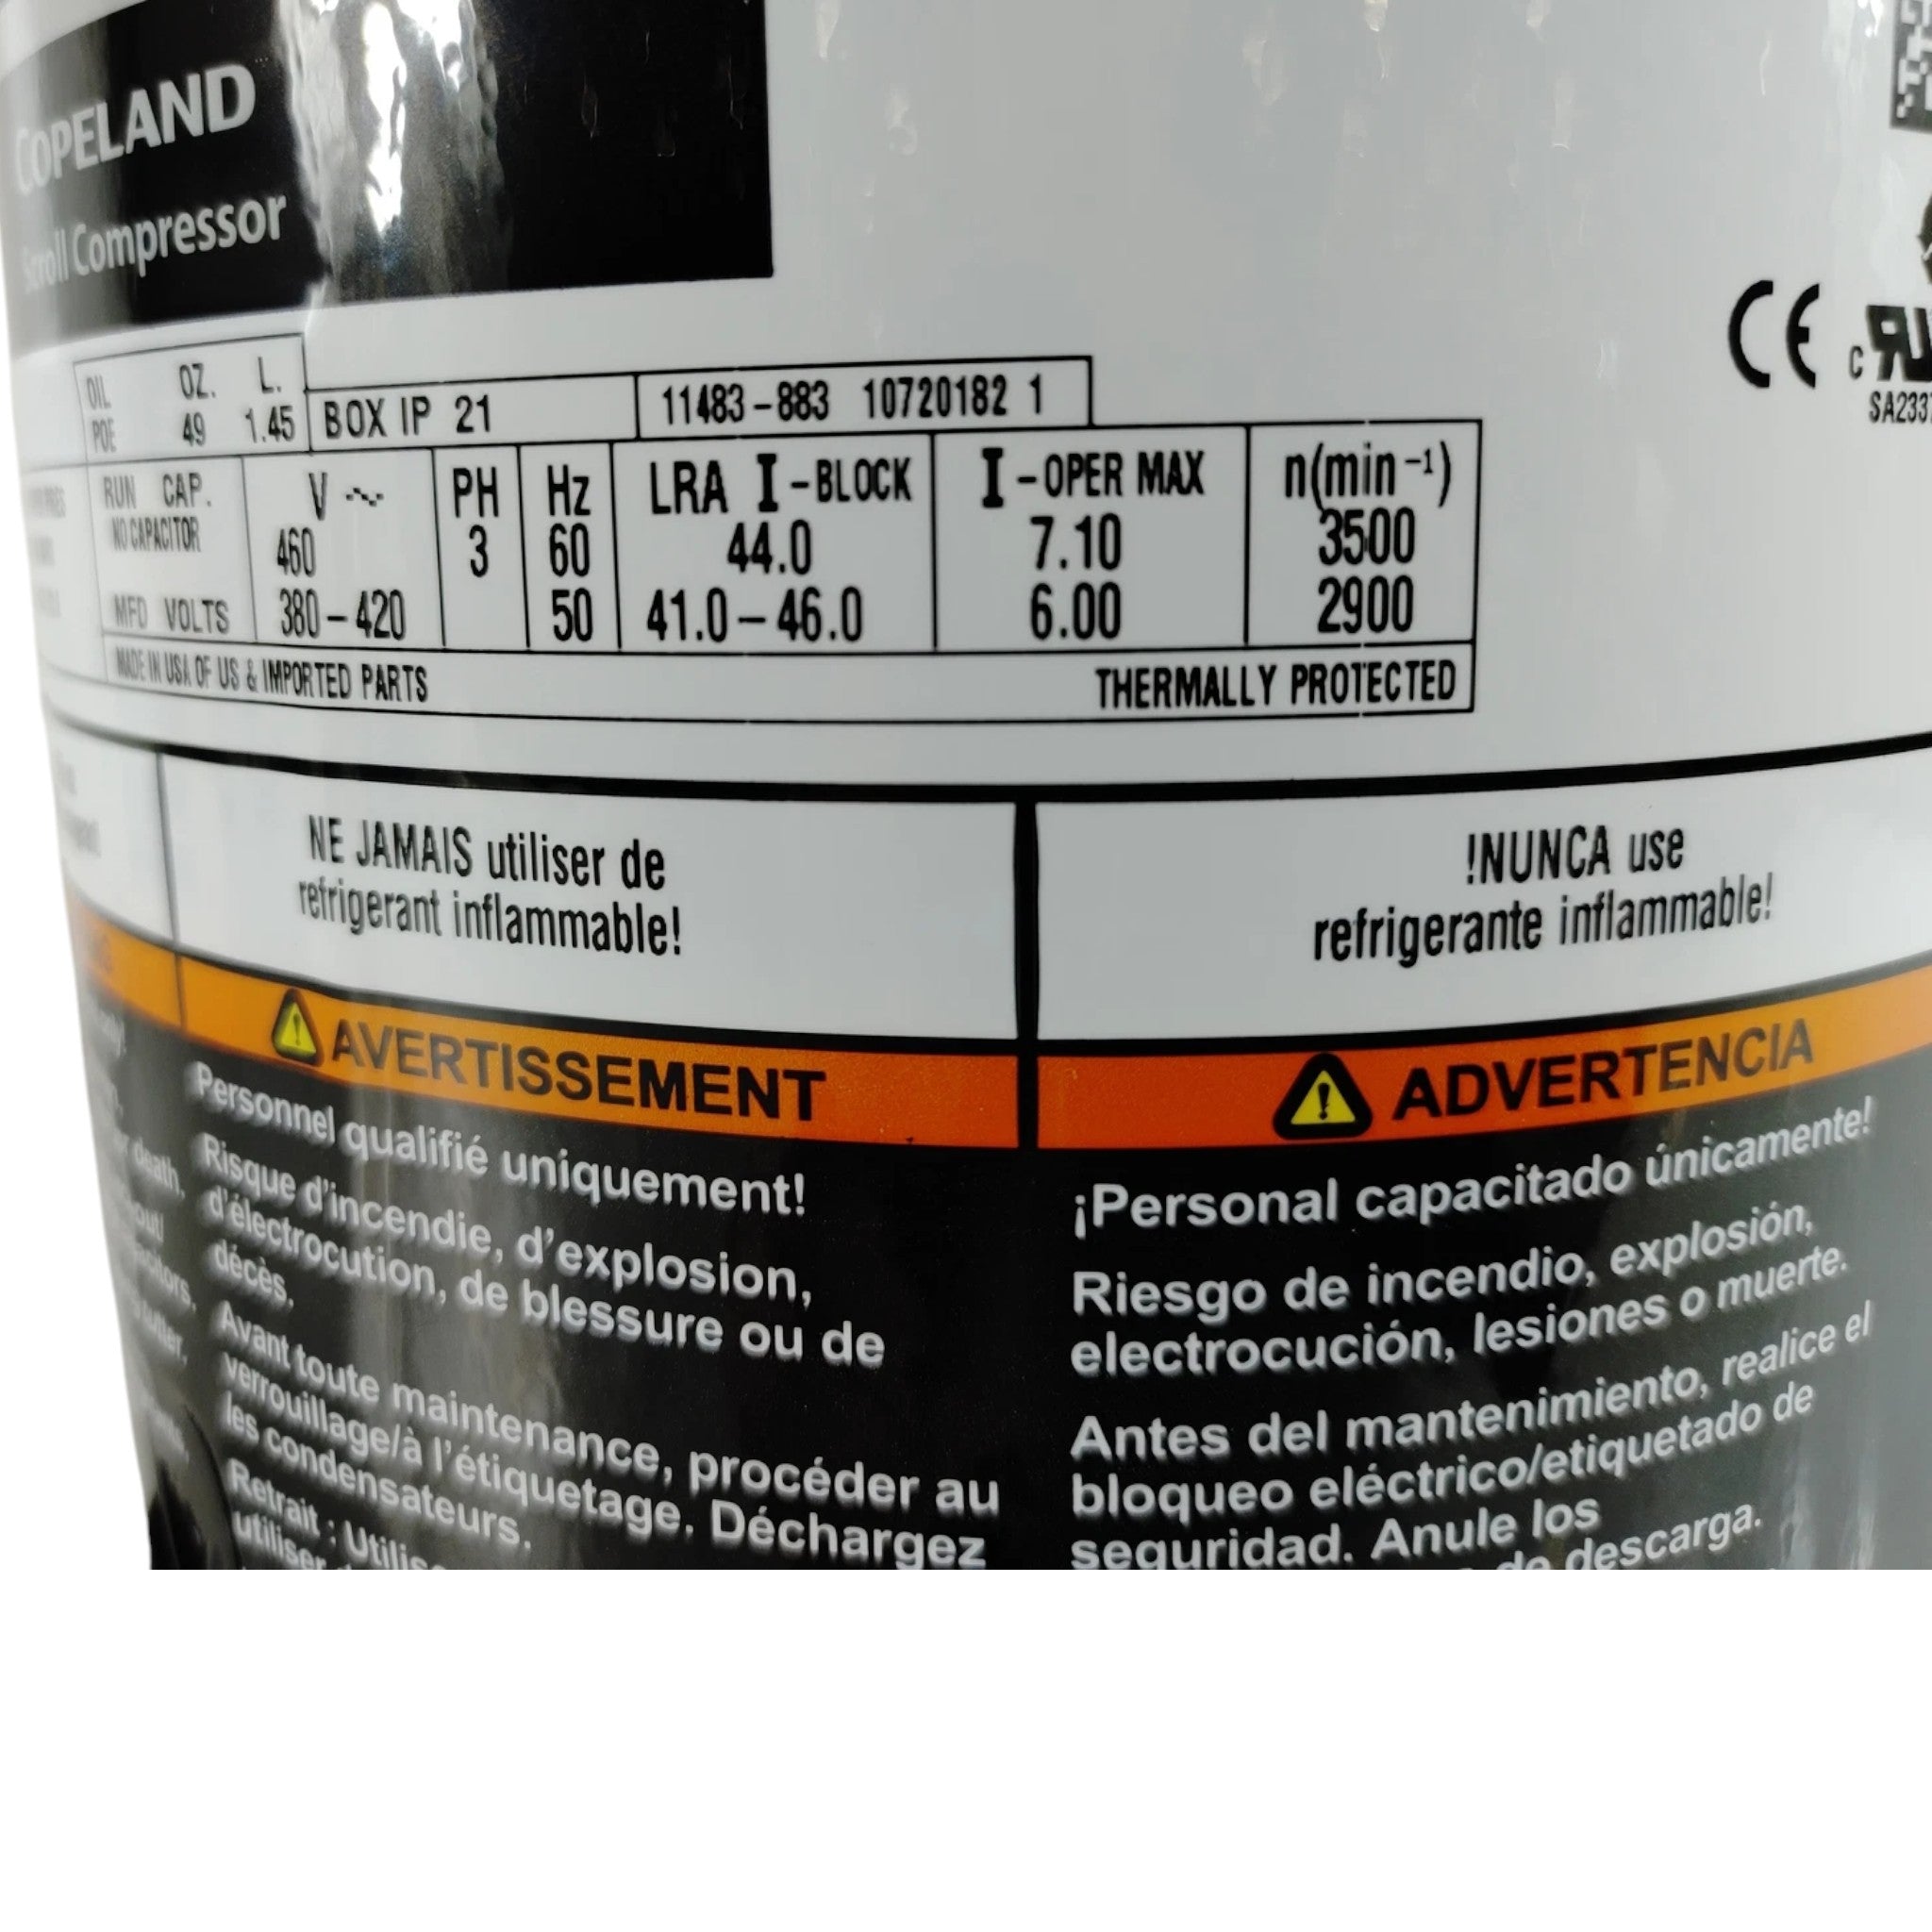 COPELAND
Scroll Compressor
CE
SA2337
OIL OZ. L.
POE 49 1.45
BOX IP 21
11483-883 10720182 1
RUN CAP.
NO CAPACITOR
MFD VOLTS
V ~
460
380-420
PH
3
Hz
60
50
LRA I-BLOCK
44.0
41.0-46.0
I-OPER MAX
7.10
6.00
n(min⁻¹)
3500
2900
MADE IN USA OF US & IMPORTED PARTS
THERMALLY PROTECTED
NE JAMAIS utiliser de
refrigerant inflammable!
!NUNCA use
refrigerante inflammable!
AVERTISSEMENT
Personnel qualifié uniquement!
Risque d'incendie, d'explosion,
d'électrocution, de blessure ou de
décès.
Avant toute maintenance, procéder au
verrouillage/à l'étiquetage. Déchargez
les condensateurs.
Retrait :
utiliser
ADVERTENCIA
¡Personal capacitado únicamente!
Riesgo de incendio, explosión,
electrocución, lesiones o muerte.
Antes del mantenimiento, realice el
bloqueo eléctrico/etiquetado de
seguridad. Anule los
de descarga.
death,